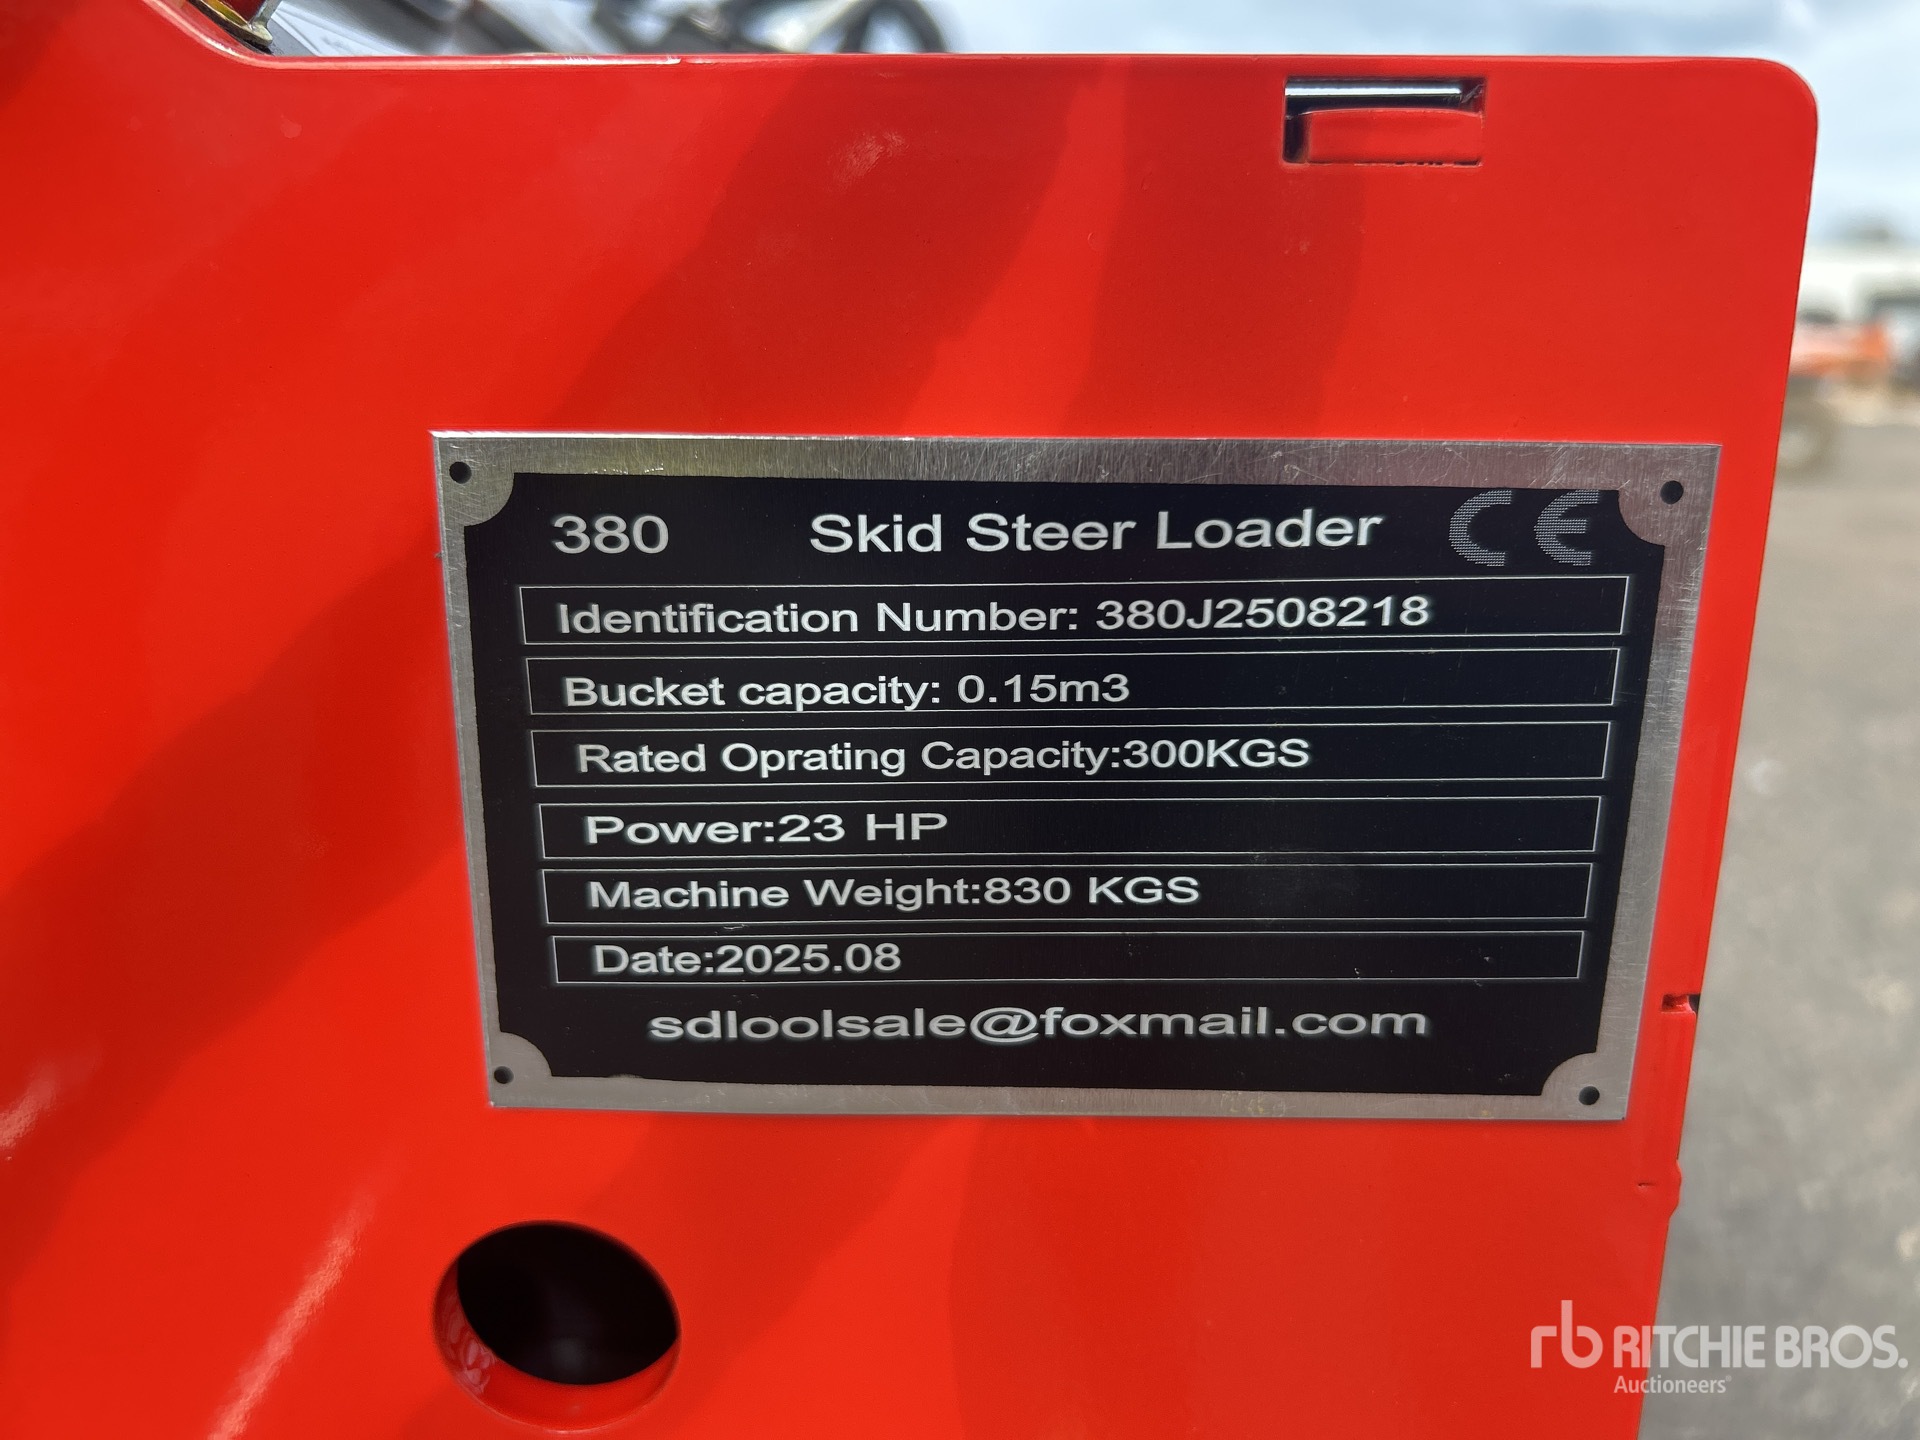 380 Skid Steer Loader CE
Identification Number: 380J2508218
Bucket capacity: 0.15m3
Rated Oprating Capacity:300KGS
Power:23 HP
Machine Weight:830 KGS
Date:2025.08
sdloolsale@foxmail.com
rb RITCHIE BROS.
Auctioneers